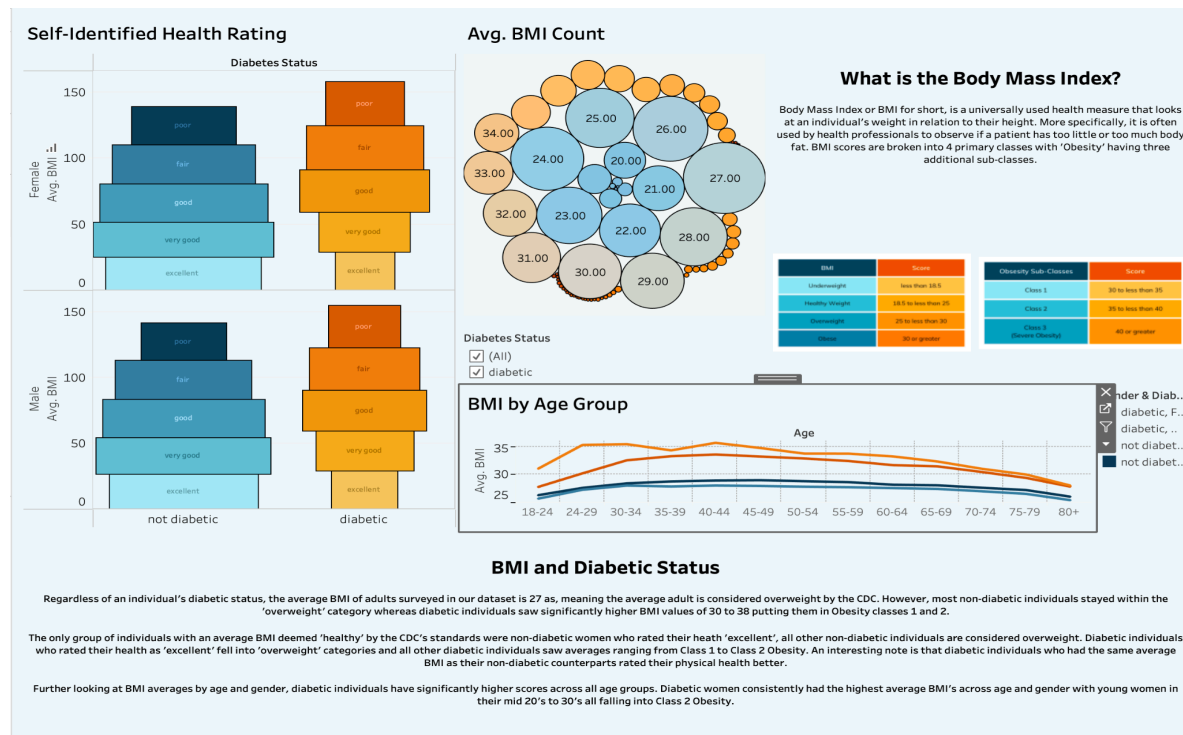 Self-Identified Health Rating
Diabetes Status
Female
Avg. BMI
150
100
50
0
poor
fair
good
very good
excellent
poor
fair
good
very good
excellent
Male
Avg. BMI
150
100
50
0
poor
fair
good
very good
excellent
poor
fair
good
very good
excellent
not diabetic
diabetic
Avg. BMI Count
25.00
26.00
34.00
24.00
20.00
27.00
33.00
21.00
32.00
23.00
22.00
28.00
31.00
30.00
29.00
Diabetes Status
(All)
diabetic
What is the Body Mass Index?
Body Mass Index or BMI for short, is a universally used health measure that looks
at an individual's weight in relation to their height. More specifically, it is often
used by health professionals to observe if a patient has too little or too much body
fat. BMI scores are broken into 4 primary classes with 'Obesity' having three
additional sub-classes.
BMI Score
Underweight less than 18.5
Healthy Weight 18.5 to less than 25
Overweight 25 to less than 30
Obese 30 or greater
Obsesity Sub-Classes Score
Class 1 30 to less than 35
Class 2 35 to less than 40
Class 3
(Severe Obesity) 40 or greater
BMI by Age Group
Age
Avg. BMI
35
30
25
18-24 24-29 30-34 35-39 40-44 45-49 50-54 55-59 60-64 65-69 70-74 75-79 80+
nder & Diab..
diabetic, F..
diabetic, ..
not diabet..
not diabet..
BMI and Diabetic Status
Regardless of an individual's diabetic status, the average BMI of adults surveyed in our dataset is 27 as, meaning the average adult is considered overweight by the CDC. However, most non-diabetic individuals stayed within the
'overweight' category whereas diabetic individuals saw significantly higher BMI values of 30 to 38 putting them in Obesity classes 1 and 2.
The only group of individuals with an average BMI deemed 'healthy' by the CDC's standards were non-diabetic women who rated their heath 'excellent', all other non-diabetic individuals are considered overweight. Diabetic individuals
who rated their health as 'excellent' fell into 'overweight' categories and all other diabetic individuals saw averages ranging from Class 1 to Class 2 Obesity. An interesting note is that diabetic individuals who had the same average
BMI as their non-diabetic counterparts rated their physical health better.
Further looking at BMI averages by age and gender, diabetic individuals have significantly higher scores across all age groups. Diabetic women consistently had the highest average BMI's across age and gender with young women in
their mid 20's to 30's all falling into Class 2 Obesity.